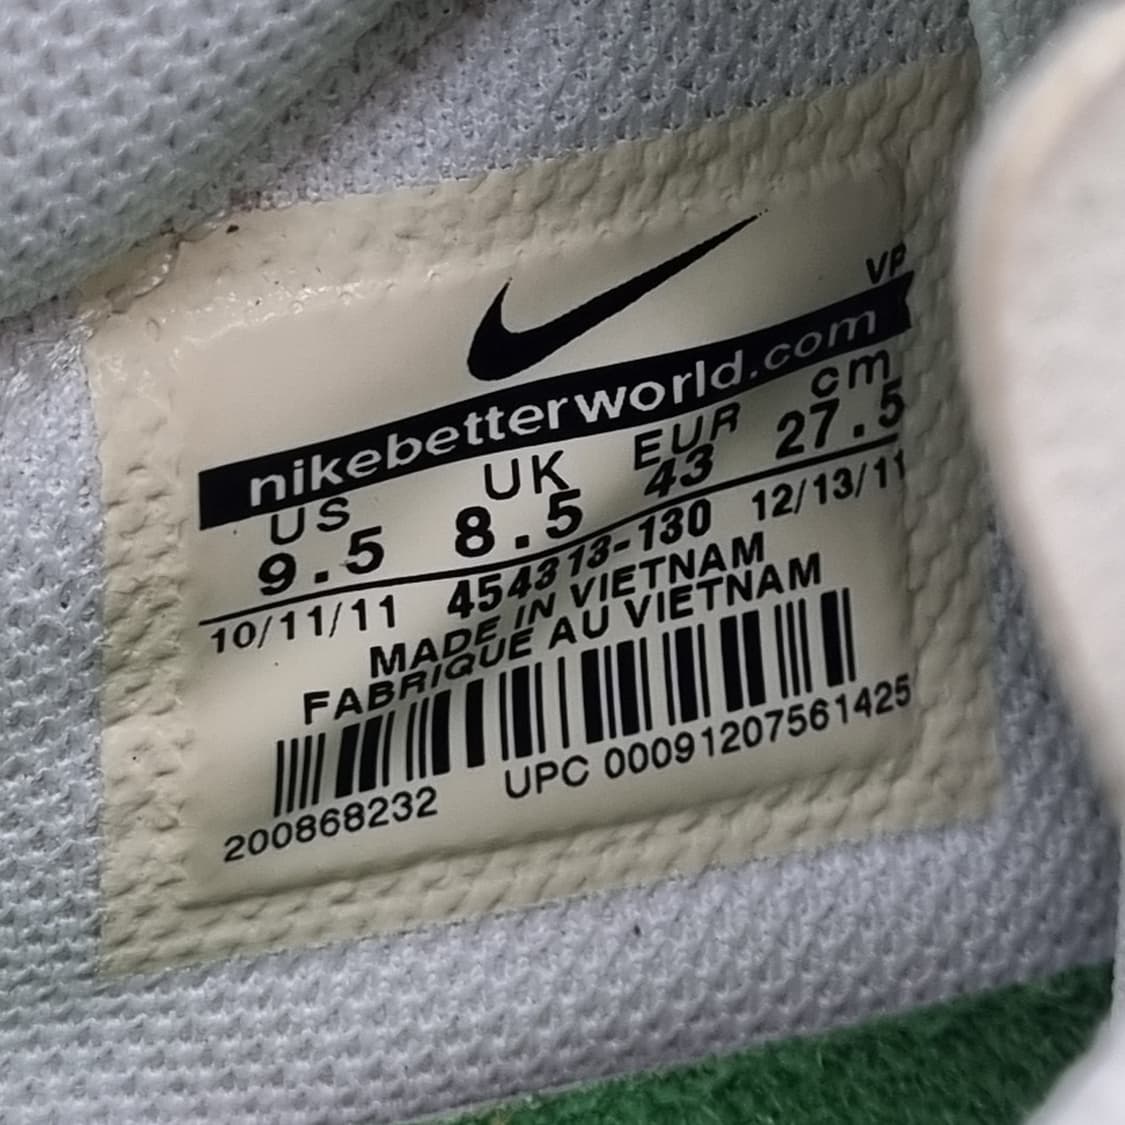 VP
nikebetterworld.com
US UK EUR cm
9.5 8.5 43 27.5
10/11/11 454313-130 12/13/11
MADE IN VIETNAM
FABRIQUE AU VIETNAM
200868232 UPC 00091207561425